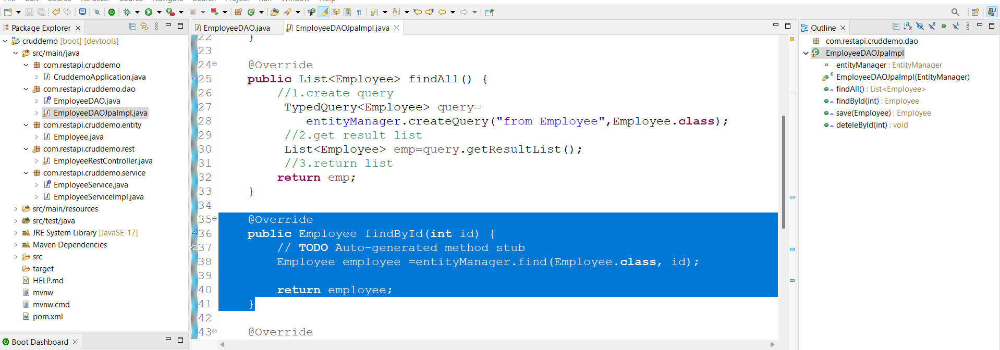 Package Explorer
cruddemo [boot] [devtools]
src/main/java
com.restapi.cruddemo
CruddemoApplication.java
com.restapi.cruddemo.dao
EmployeeDAO.java
EmployeeDAOJpaImpl.java
com.restapi.cruddemo.entity
Employee.java
com.restapi.cruddemo.rest
EmployeeRestController.java
com.restapi.cruddemo.service
EmployeeService.java
EmployeeServiceImpl.java
src/main/resources
src/test/java
JRE System Library [JavaSE-17]
Maven Dependencies
src
target
HELP.md
mvnw
mvnw.cmd
pom.xml
Boot Dashboard
EmployeeDAO.java
EmployeeDAOJpaImpl.java
22 }
23
24 @Override
25 public List<Employee> findAll() {
26 //1.create query
27 TypedQuery<Employee> query=
28 entityManager.createQuery("from Employee",Employee.class);
29 //2.get result list
30 List<Employee> emp=query.getResultList();
31 //3.return list
32 return emp;
33 }
34
35 @Override
36 public Employee findById(int id) {
37 // TODO Auto-generated method stub
38 Employee employee =entityManager.find(Employee.class, id);
39
40 return employee;
41 }
42
43 @Override
Outline
com.restapi.cruddemo.dao
EmployeeDAOJpaImpl
entityManager : EntityManager
EmployeeDAOJpaImpl(EntityManager)
findAll() : List<Employee>
findById(int) : Employee
save(Employee) : Employee
deteleById(int) : void